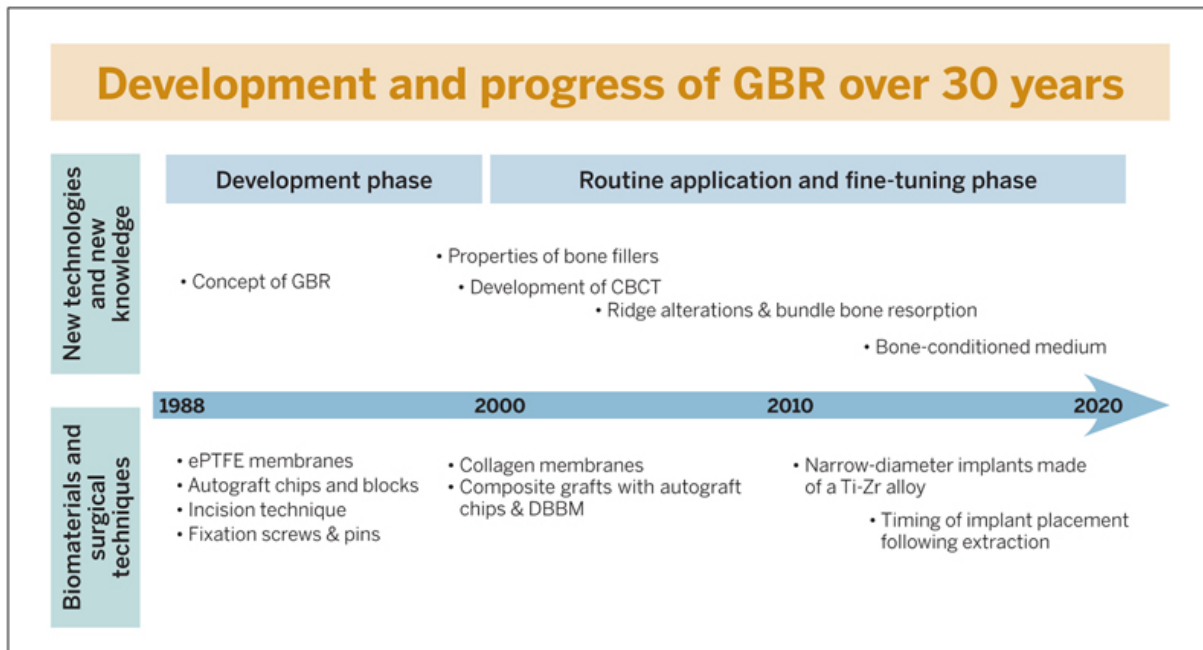 Development and progress of GBR over 30 years
New technologies
and new
knowledge
Development phase
Routine application and fine-tuning phase
• Concept of GBR
• Properties of bone fillers
• Development of CBCT
• Ridge alterations & bundle bone resorption
• Bone-conditioned medium
1988
2000
2010
2020
Biomaterials and
surgical
techniques
• ePTFE membranes
• Autograft chips and blocks
• Incision technique
• Fixation screws & pins
• Collagen membranes
• Composite grafts with autograft
chips & DBBM
• Narrow-diameter implants made
of a Ti-Zr alloy
• Timing of implant placement
following extraction